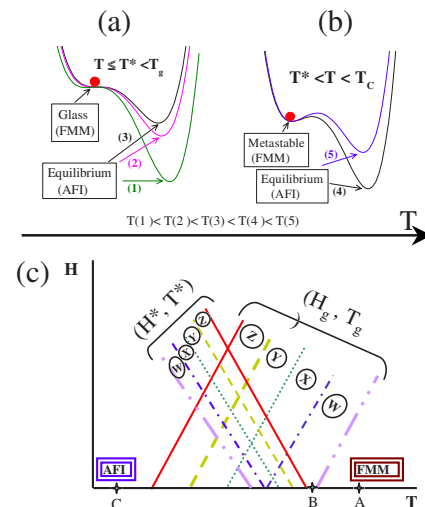 (a)
(b)
T ≤ T* < Tg
T* < T < TC
Glass
(FMM)
Metastable
(FMM)
(3)
(2)
(1)
Equilibrium
(AFI)
(5)
(4)
Equilibrium
(AFI)
T(1) < T(2) < T(3) < T(4) < T(5)
T
(c)
H
(H*, T*)
(Hg, Tg)
Z
Y
X
W
Z
Y
X
W
AFI
FMM
C
B
A
T